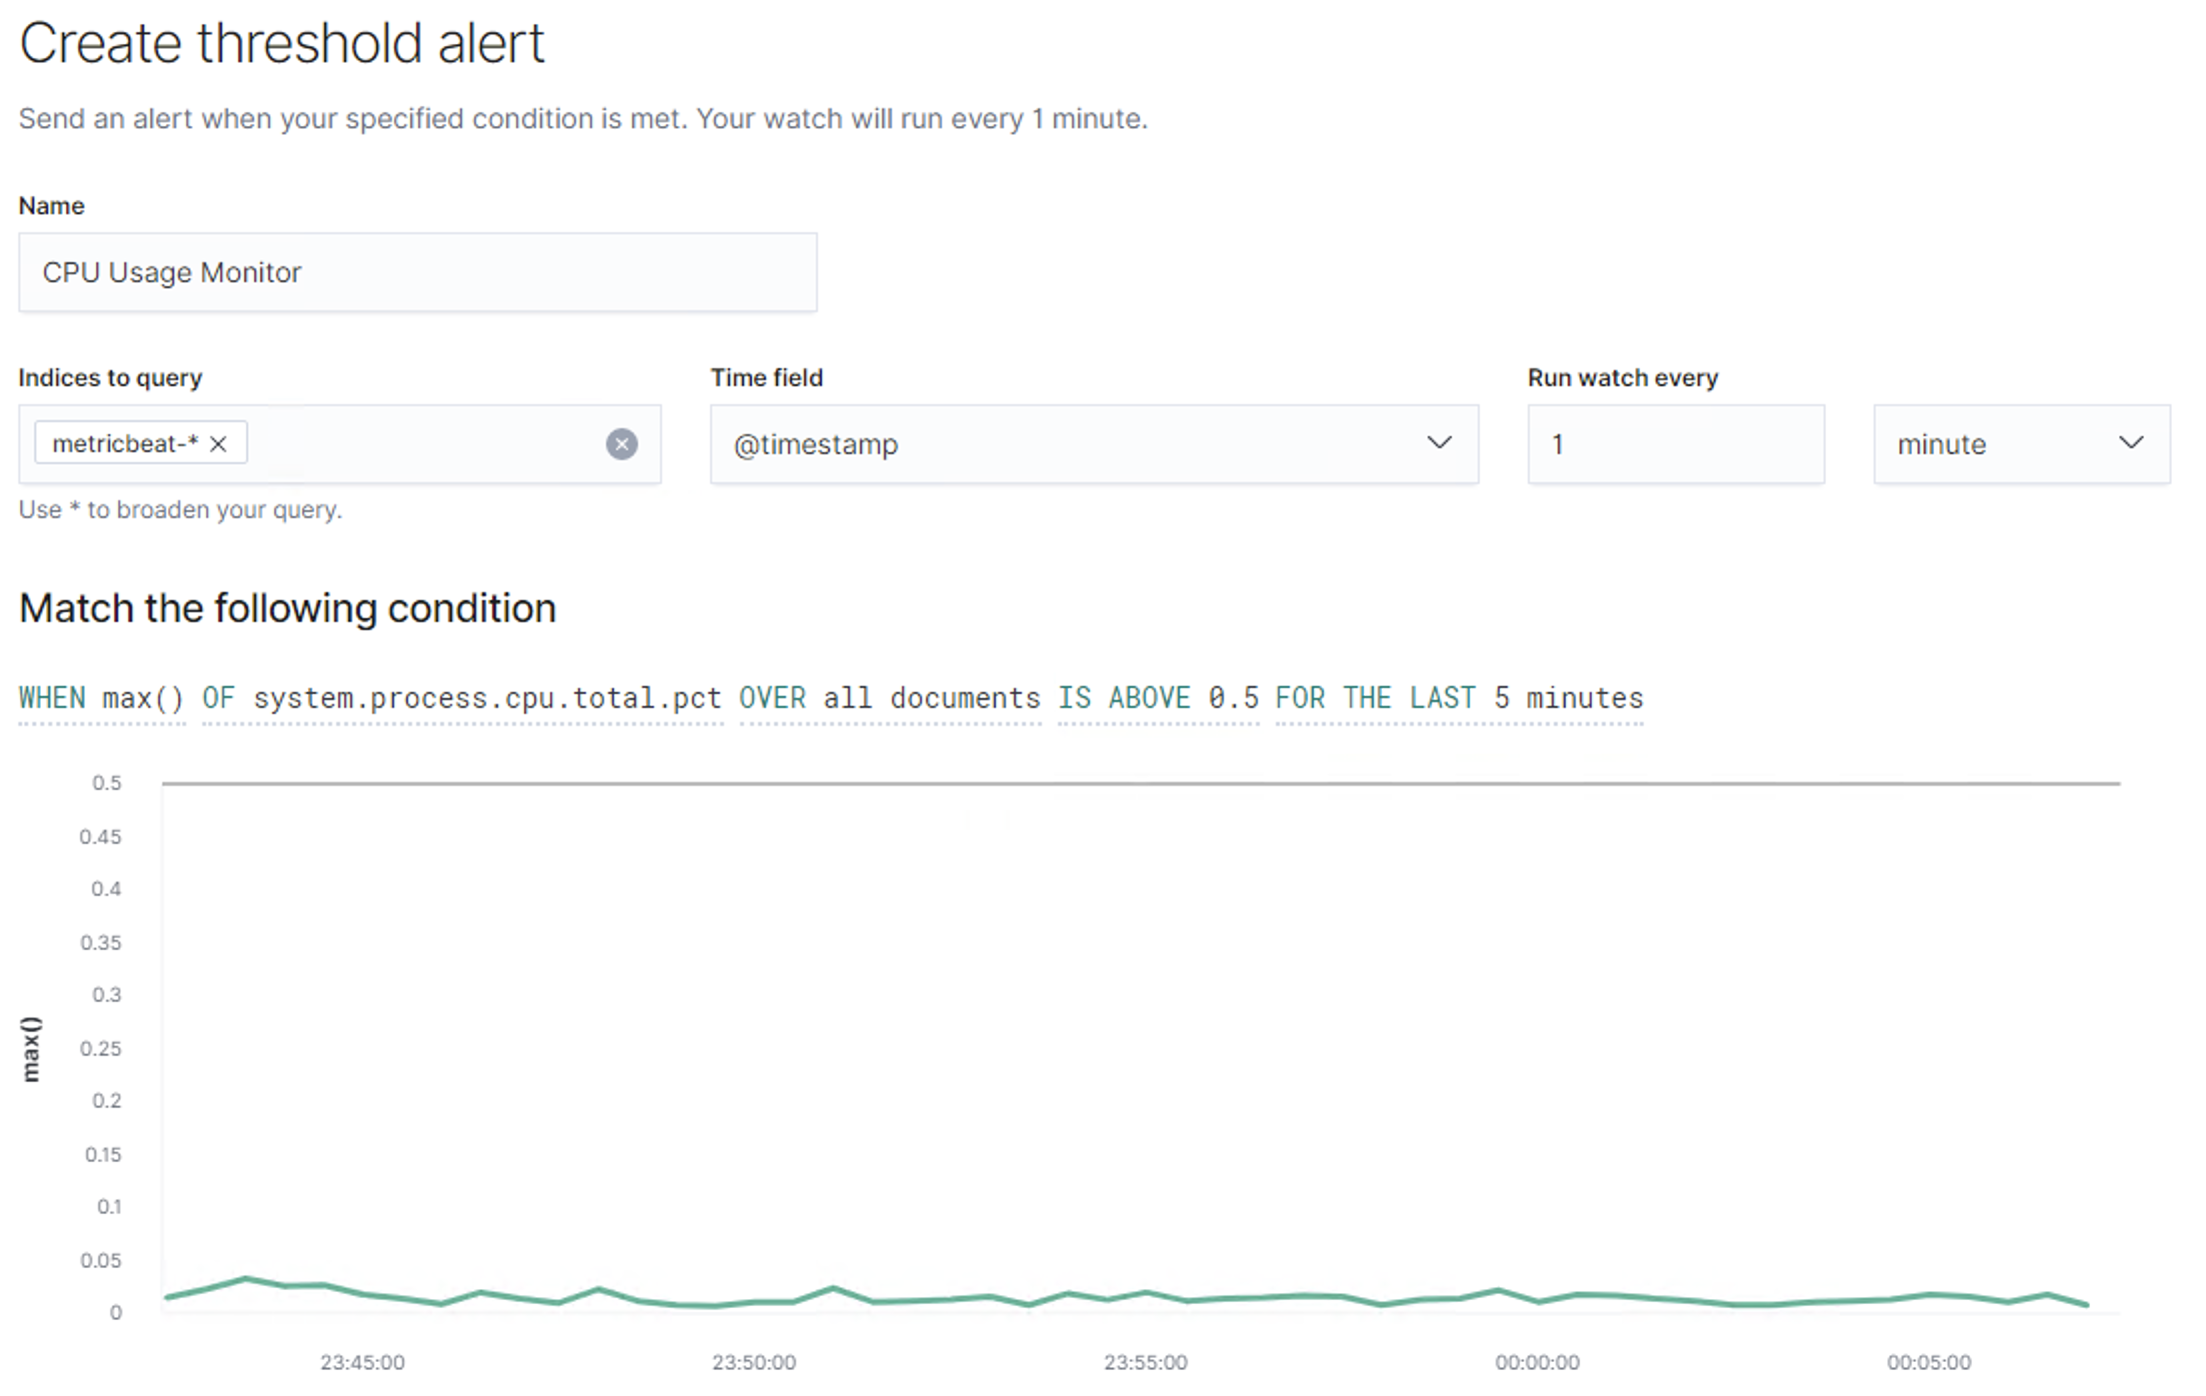 Create threshold alert
Send an alert when your specified condition is met. Your watch will run every 1 minute.
Name
CPU Usage Monitor
Indices to query
Time field
Run watch every
metricbeat-*
@timestamp
1
minute
Use * to broaden your query.
Match the following condition
WHEN max() OF system.process.cpu.total.pct OVER all documents IS ABOVE 0.5 FOR THE LAST 5 minutes
0.5
0.45
0.4
0.35
0.3
0.25
0.2
0.15
0.1
0.05
0
max()
23:45:00
23:50:00
23:55:00
00:00:00
00:05:00